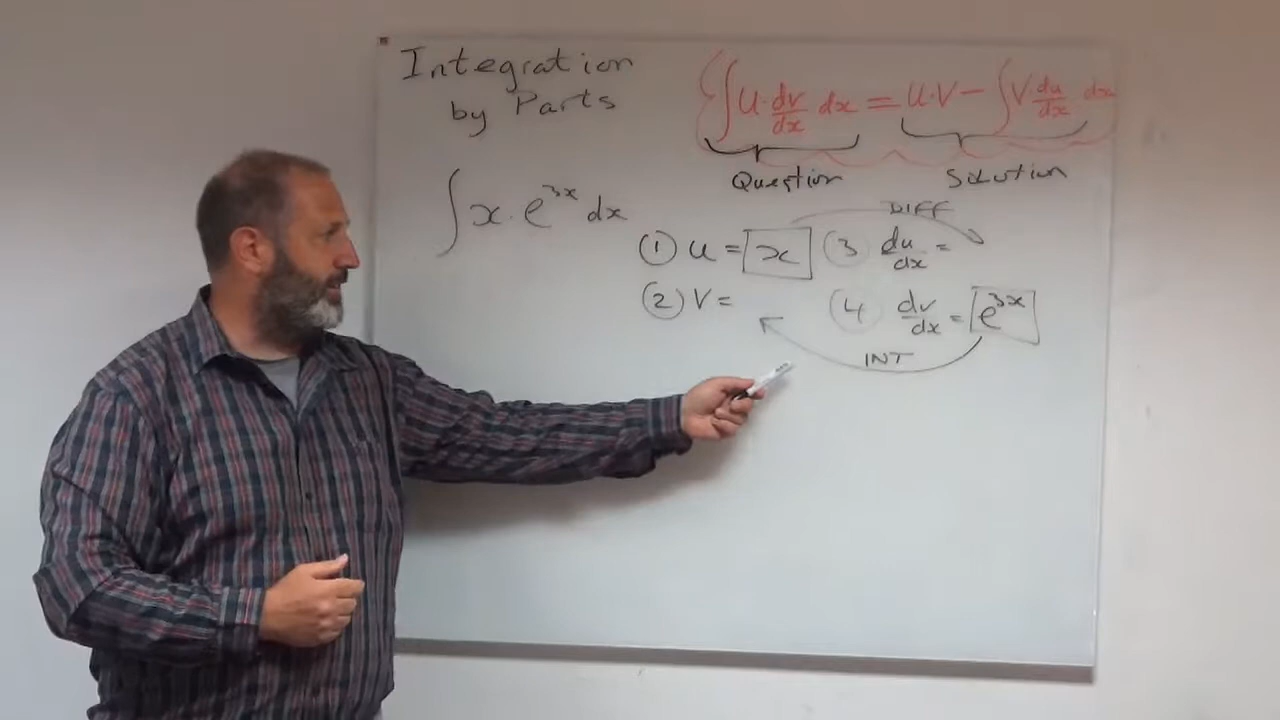 Integration
by Parts
∫ u·dv/dx dx = u·v − ∫ v·du/dx dx
Question
Solution
∫ x·e^3x dx
DIFF
(1) u = x (3) du/dx =
(2) v = (4) dv/dx = e^3x
INT